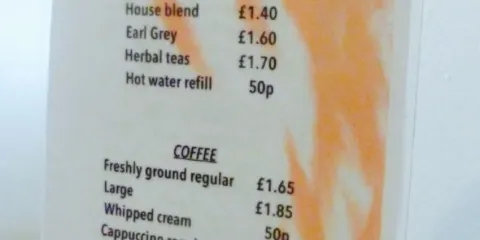 House blend £1.40
Earl Grey £1.60
Herbal teas £1.70
Hot water refill 50p
COFFEE
Freshly ground regular £1.65
Large £1.85
Whipped cream 50p
Cappuccino